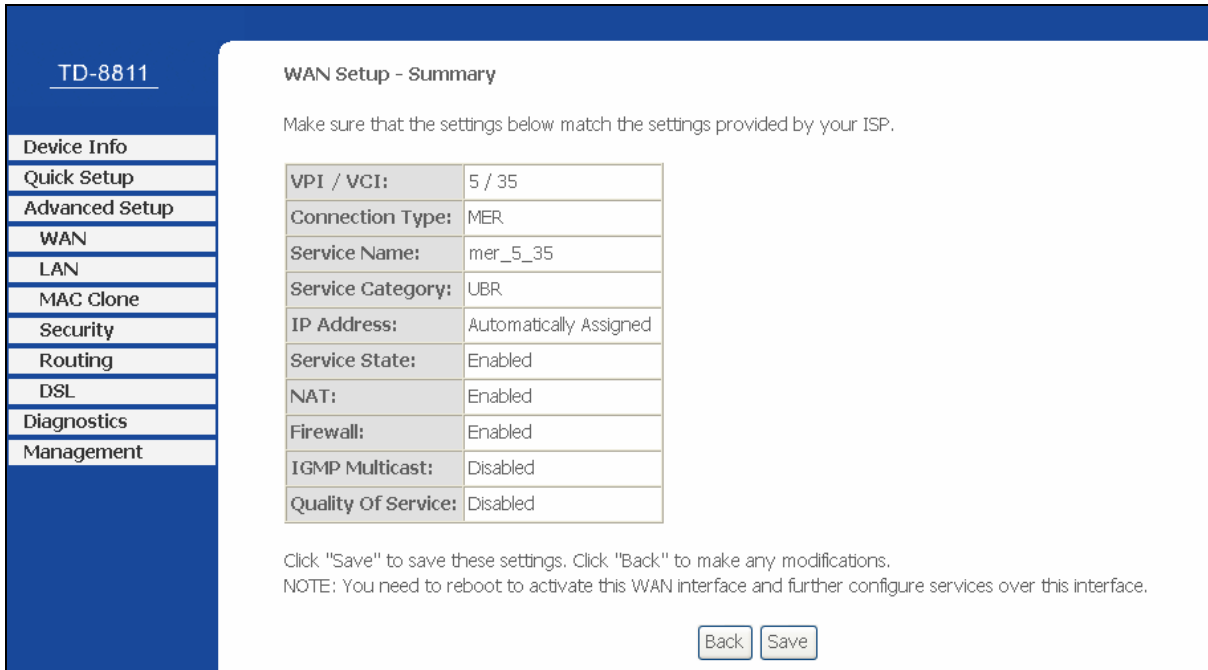 TD-8811
Device Info
Quick Setup
Advanced Setup
WAN
LAN
MAC Clone
Security
Routing
DSL
Diagnostics
Management
WAN Setup - Summary
Make sure that the settings below match the settings provided by your ISP.
VPI / VCI: 5 / 35
Connection Type: MER
Service Name: mer_5_35
Service Category: UBR
IP Address: Automatically Assigned
Service State: Enabled
NAT: Enabled
Firewall: Enabled
IGMP Multicast: Disabled
Quality Of Service: Disabled
Click "Save" to save these settings. Click "Back" to make any modifications.
NOTE: You need to reboot to activate this WAN interface and further configure services over this interface.
Back Save